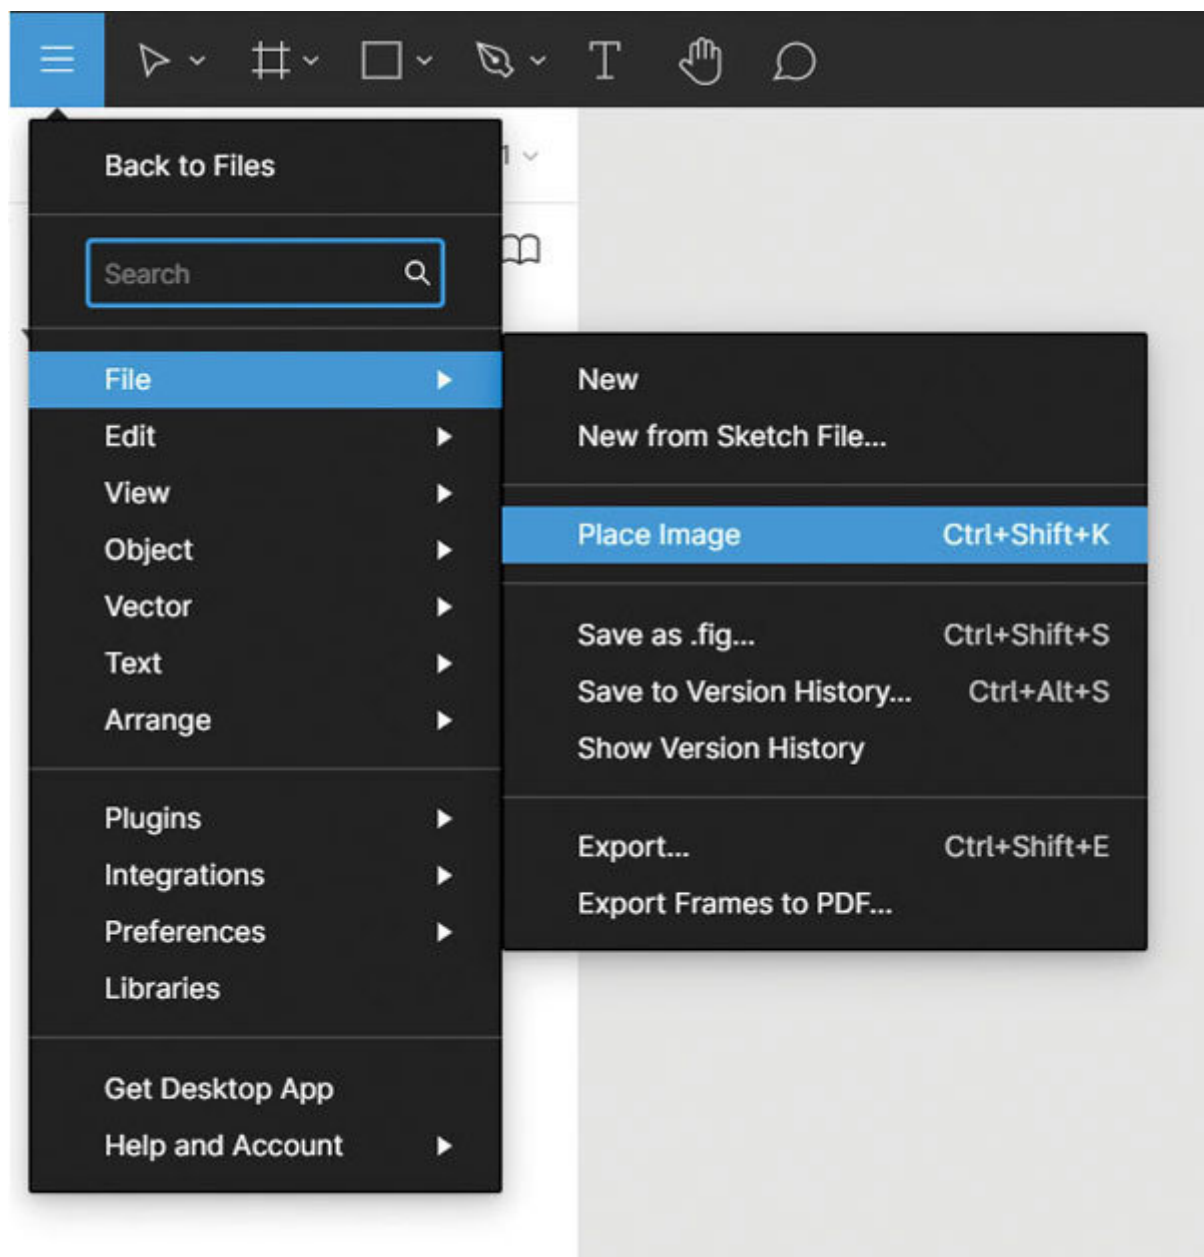 T
1
Back to Files
Search
File
Edit
View
Object
Vector
Text
Arrange
Plugins
Integrations
Preferences
Libraries
Get Desktop App
Help and Account
New
New from Sketch File...
Place Image Ctrl+Shift+K
Save as .fig... Ctrl+Shift+S
Save to Version History... Ctrl+Alt+S
Show Version History
Export... Ctrl+Shift+E
Export Frames to PDF...